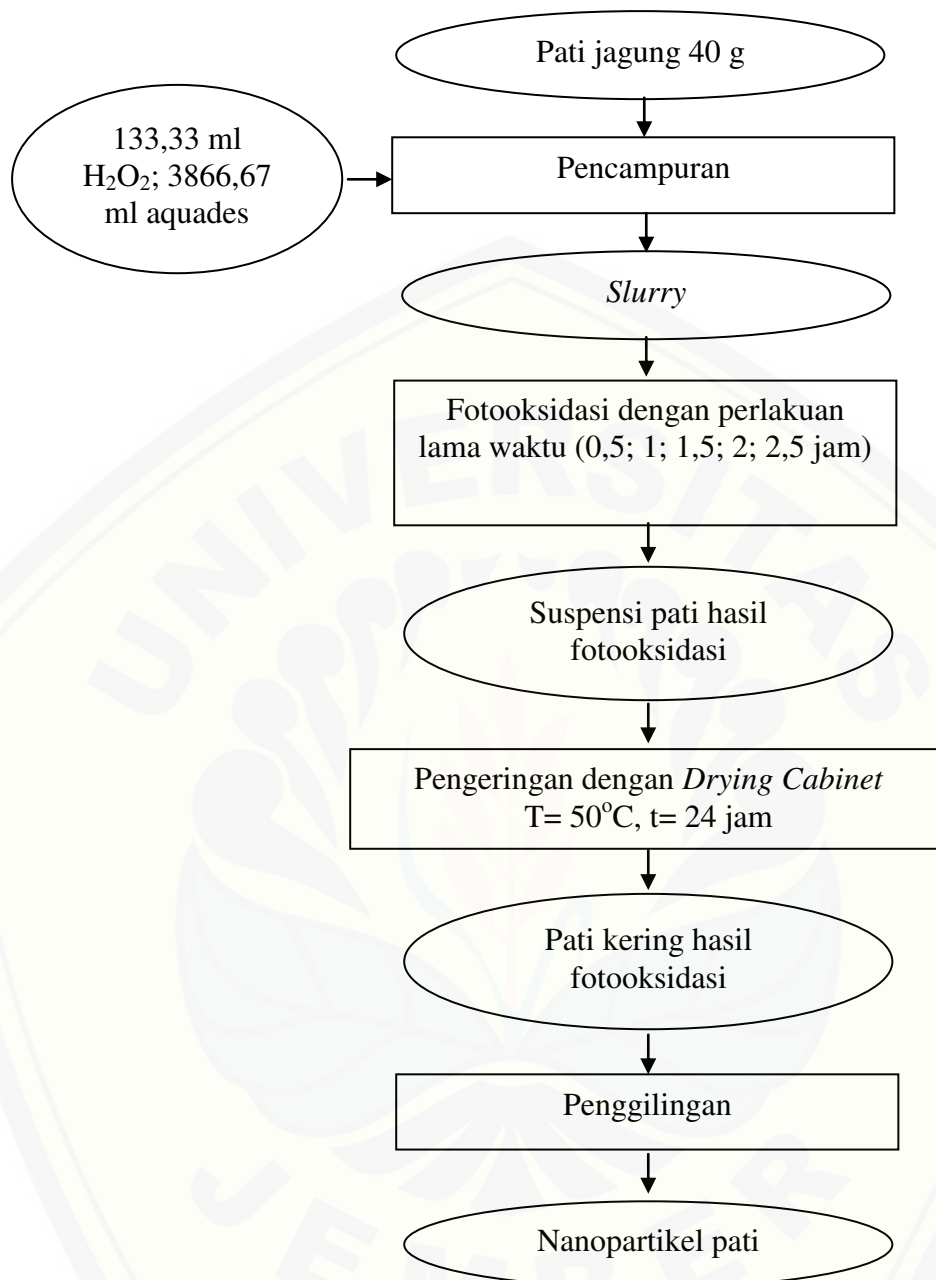 Pati jagung 40 g
133,33 ml
H₂O₂; 3866,67
ml aquades
Pencampuran
Slurry
Fotooksidasi dengan perlakuan
lama waktu (0,5; 1; 1,5; 2; 2,5 jam)
Suspensi pati hasil
fotooksidasi
Pengeringan dengan Drying Cabinet
T= 50°C, t= 24 jam
Pati kering hasil
fotooksidasi
Penggilingan
Nanopartikel pati
UNIVERSITAS
JEMBER